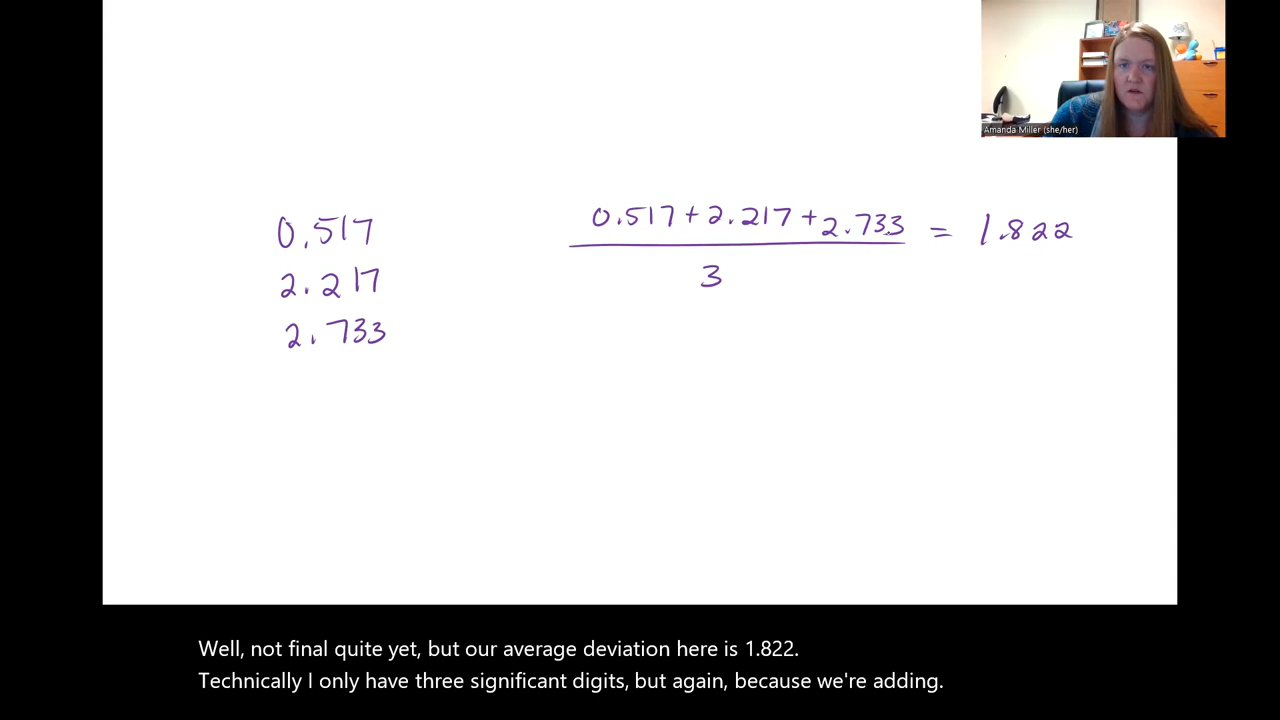 Amanda Miller (she/her)
0.517
2.217
2.733
0.517 + 2.217 + 2.733 = 1.822
3
Well, not final quite yet, but our average deviation here is 1.822.
Technically I only have three significant digits, but again, because we're adding.